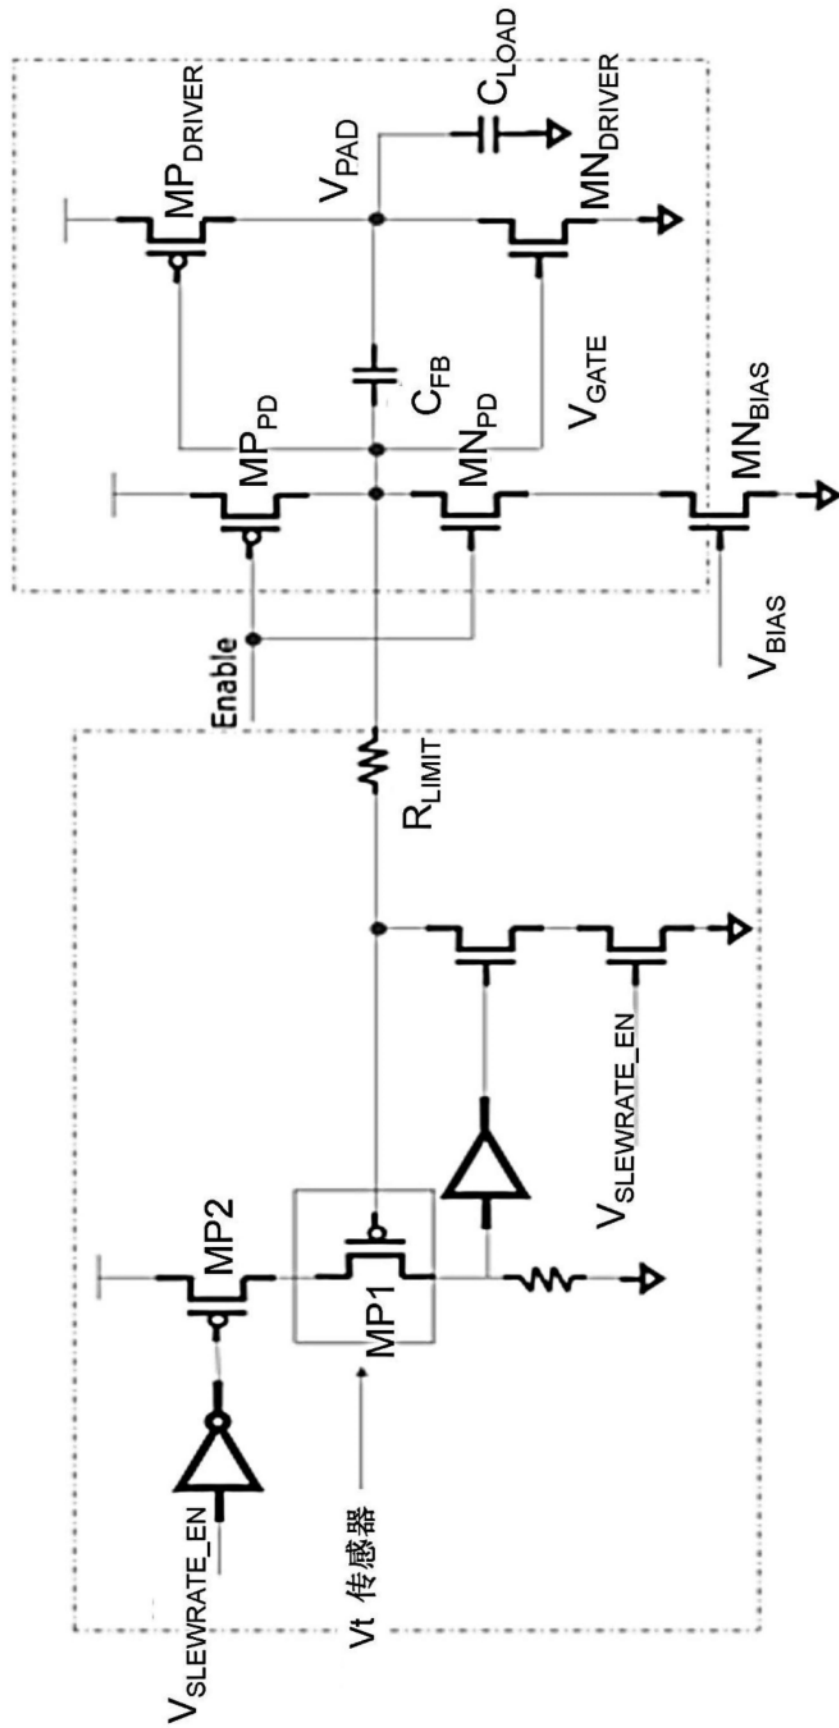 MP_DRIVER
V_PAD
C_LOAD
MN_DRIVER
MP_PD
C_FB
MN_PD
V_GATE
MN_BIAS
V_BIAS
Enable
R_LIMIT
V_SLEWRATE_EN
MP2
MP1
Vt 传感器
V_SLEWRATE_EN